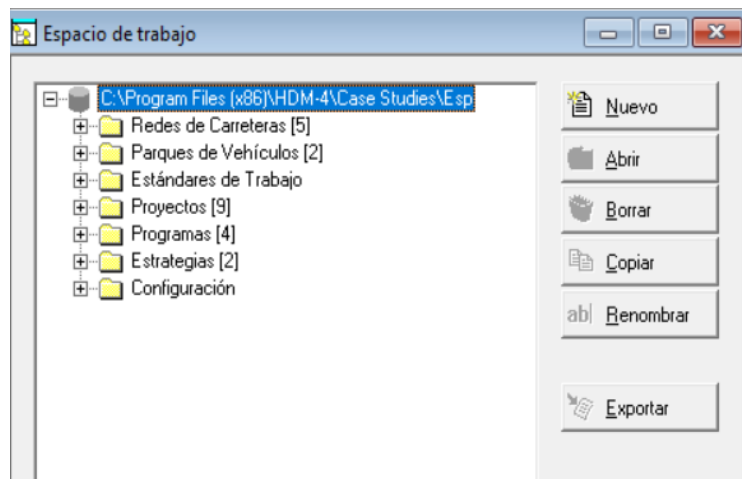 Espacio de trabajo
C:\Program Files (x86)\HDM-4\Case Studies\Esp
Redes de Carreteras [5]
Parques de Vehículos [2]
Estándares de Trabajo
Proyectos [9]
Programas [4]
Estrategias [2]
Configuración
Nuevo
Abrir
Borrar
Copiar
ab Renombrar
Exportar